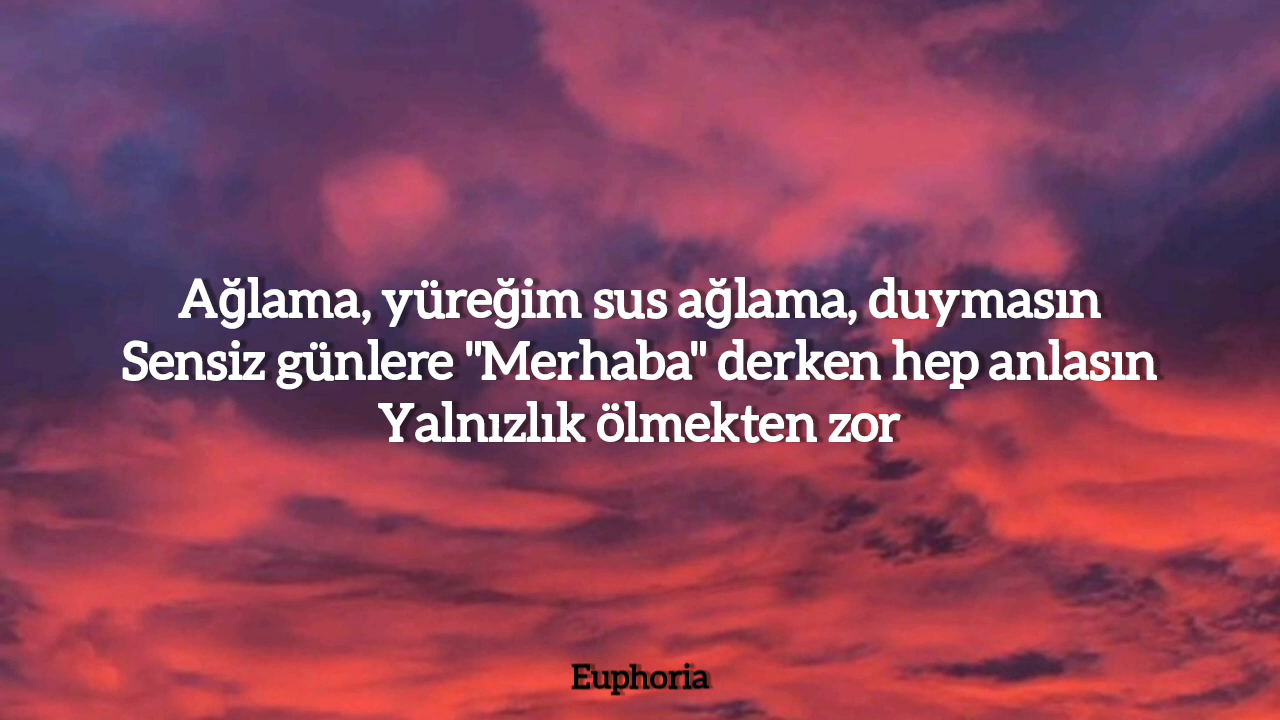 Ağlama, yüreğim sus ağlama, duymasın
Sensiz günlere "Merhaba" derken hep anlasın
Yalnızlık ölmekten zor
Euphoria